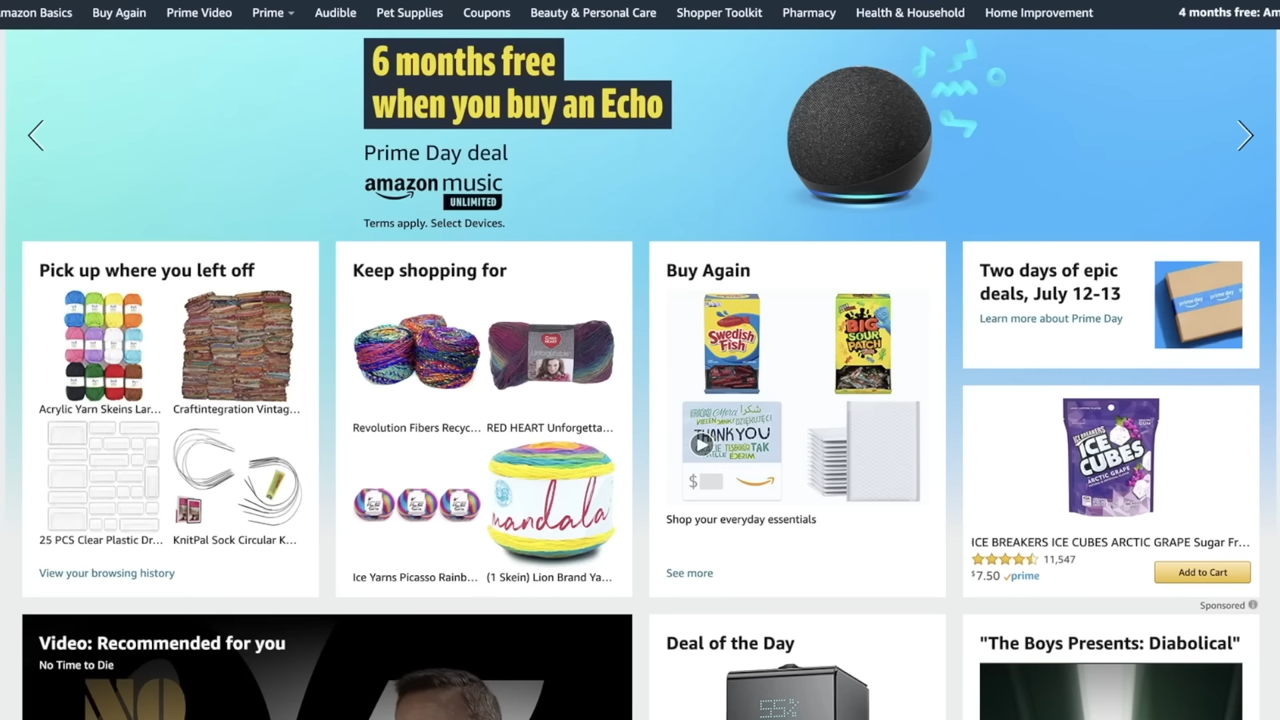 mazon Basics
Buy Again
Prime Video
Prime
Audible
Pet Supplies
Coupons
Beauty & Personal Care
Shopper Toolkit
Pharmacy
Health & Household
Home Improvement
4 months free: Am
6 months free
when you buy an Echo
Prime Day deal
amazon music
UNLIMITED
Terms apply. Select Devices.
Pick up where you left off
Acrylic Yarn Skeins Lar...
Craftintegration Vintag...
25 PCS Clear Plastic Dr...
KnitPal Sock Circular K...
View your browsing history
Keep shopping for
RED HEART
unforgettable
Revolution Fibers Recyc...
RED HEART Unforgetta...
mandala
Ice Yarns Picasso Rainb...
(1 Skein) Lion Brand Ya...
Buy Again
Swedish
Fish
BIG
SOUR
PATCH
THANK YOU
$
Shop your everyday essentials
See more
Two days of epic
deals, July 12-13
Learn more about Prime Day
prime day
ICE BREAKERS
ICE
CUBES
ARCTIC GRAPE
ICE BREAKERS ICE CUBES ARCTIC GRAPE Sugar Fr...
11,547
$7.50 prime
Add to Cart
Sponsored
Video: Recommended for you
No Time to Die
NO
Deal of the Day
55%
"The Boys Presents: Diabolical"